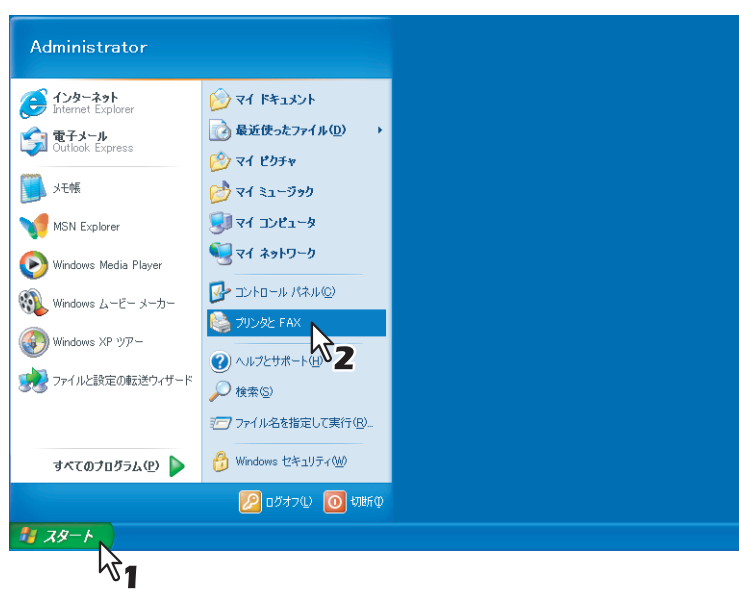 Administrator
インターネット
Internet Explorer
電子メール
Outlook Express
メモ帳
MSN Explorer
Windows Media Player
Windows ムービー メーカー
Windows XP ツアー
ファイルと設定の転送ウィザード
すべてのプログラム(P)
マイ ドキュメント
最近使ったファイル(D)
マイ ピクチャ
マイ ミュージック
マイ コンピュータ
マイ ネットワーク
コントロール パネル(C)
プリンタと FAX
2
ヘルプとサポート(H)
検索(S)
ファイル名を指定して実行(R)...
Windows セキュリティ(W)
ログオフ(L)
切断(I)
スタート
1